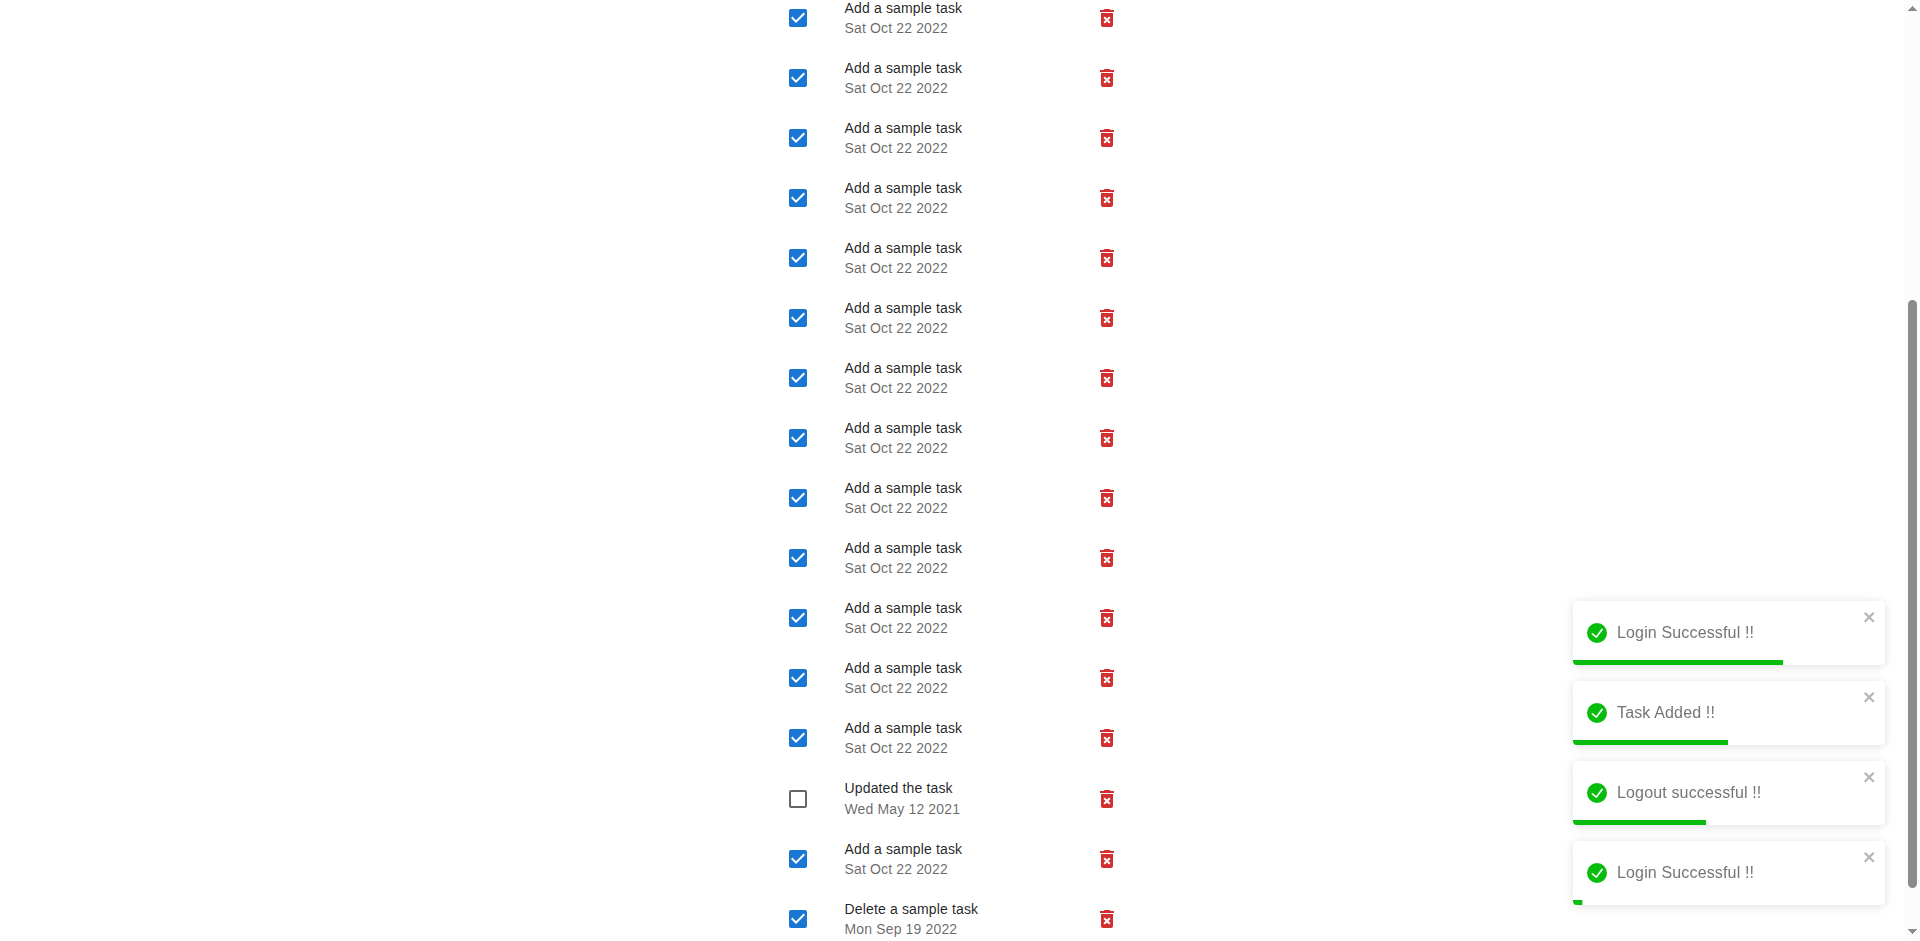 Add a sample task
Sat Oct 22 2022
Add a sample task
Sat Oct 22 2022
Add a sample task
Sat Oct 22 2022
Add a sample task
Sat Oct 22 2022
Add a sample task
Sat Oct 22 2022
Add a sample task
Sat Oct 22 2022
Add a sample task
Sat Oct 22 2022
Add a sample task
Sat Oct 22 2022
Add a sample task
Sat Oct 22 2022
Add a sample task
Sat Oct 22 2022
Add a sample task
Sat Oct 22 2022
Add a sample task
Sat Oct 22 2022
Add a sample task
Sat Oct 22 2022
Updated the task
Wed May 12 2021
Add a sample task
Sat Oct 22 2022
Delete a sample task
Mon Sep 19 2022
Login Successful !!
Task Added !!
Logout successful !!
Login Successful !!